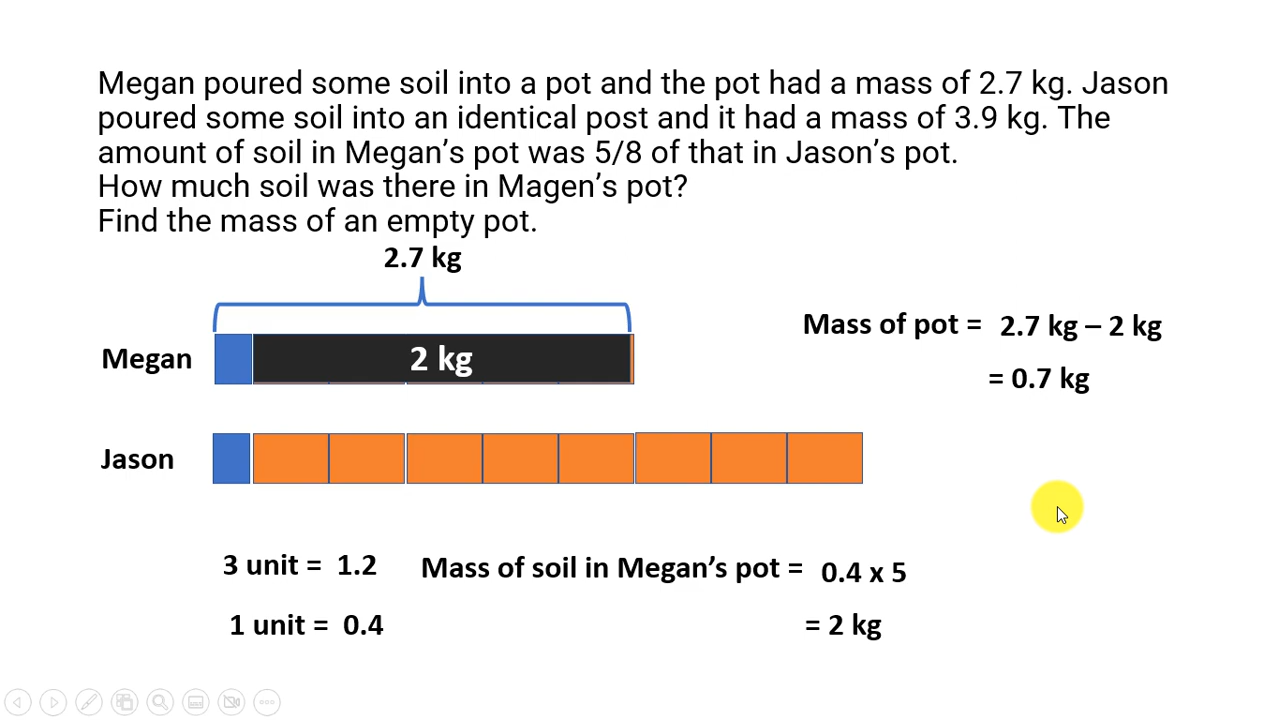 Megan poured some soil into a pot and the pot had a mass of 2.7 kg. Jason
poured some soil into an identical post and it had a mass of 3.9 kg. The
amount of soil in Megan’s pot was 5/8 of that in Jason’s pot.
How much soil was there in Magen’s pot?
Find the mass of an empty pot.
2.7 kg
Megan
2 kg
Mass of pot = 2.7 kg – 2 kg
= 0.7 kg
Jason
3 unit = 1.2
1 unit = 0.4
Mass of soil in Megan’s pot = 0.4 x 5
= 2 kg